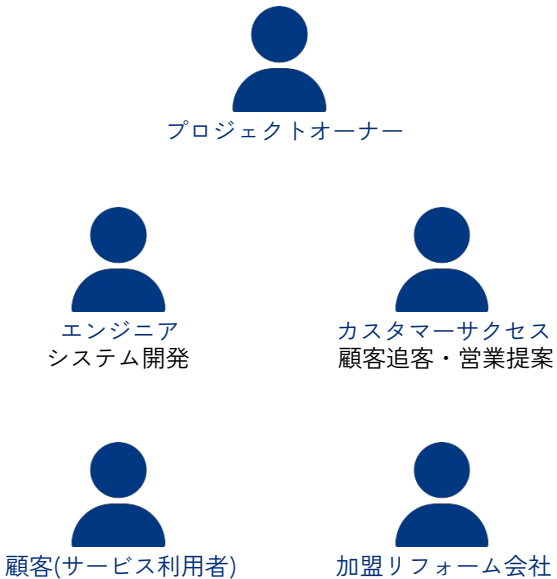 プロジェクトオーナー
エンジニア
システム開発
カスタマーサクセス
顧客追客・営業提案
顧客(サービス利用者)
加盟リフォーム会社